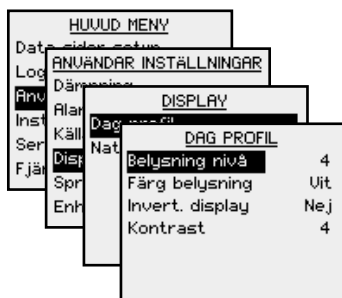 HUVUD MENY
Data sidor setup
Log
Anv
Inst
Ser
Fjär
ANVÄNDAR INSTÄLLNINGAR
Dämpning
Alar
Käll
Disp
Spr
Enh
DISPLAY
Dag profil
Nat
DAG PROFIL
Belysning nivå 4
Färg belysning Vit
Invert. display Nej
Kontrast 4